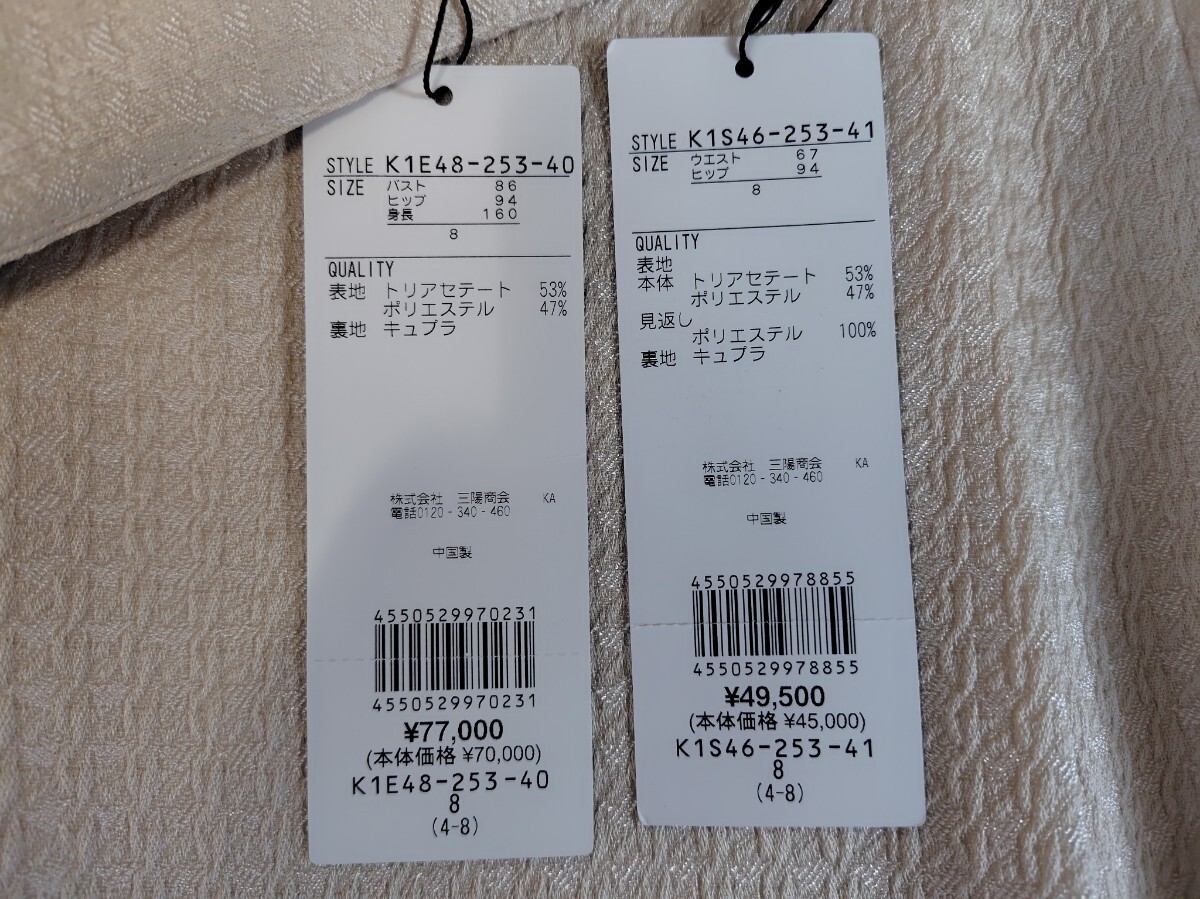 STYLE K1E48-253-40
SIZE バスト 86
ヒップ 94
身長 160
8
QUALITY
表地 トリアセテート 53%
ポリエステル 47%
裏地 キュプラ
株式会社 三陽商会 KA
電話0120-340-460
中国製
4550529970231
4550529970231
¥77,000
(本体価格 ¥70,000)
K1E48-253-40
8
(4-8)
STYLE K1S46-253-41
SIZE ウエスト 67
ヒップ 94
8
QUALITY
表地
本体 トリアセテート 53%
ポリエステル 47%
見返し
ポリエステル 100%
裏地 キュプラ
株式会社 三陽商会 KA
電話0120-340-460
中国製
4550529978855
4550529978855
¥49,500
(本体価格 ¥45,000)
K1S46-253-41
8
(4-8)